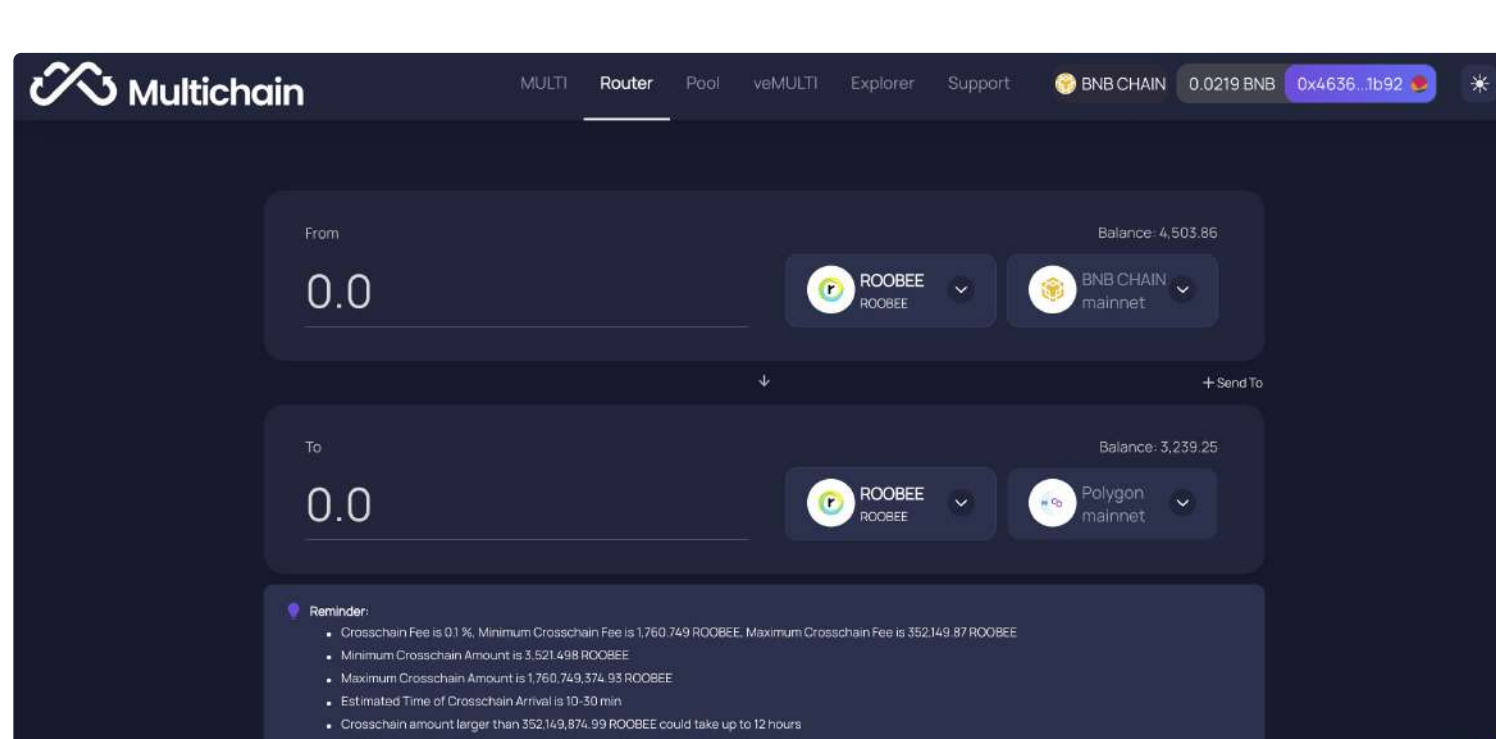 Multichain
MULTI Router Pool veMULTI Explorer Support BNB CHAIN 0.0219 BNB 0x4636...1b92
From Balance: 4,503.86
0.0 ROOBEE BNB CHAIN
ROOBEE mainnet
+ Send To
To Balance: 3,239.25
0.0 ROOBEE Polygon
ROOBEE mainnet
Reminder:
Crosschain Fee is 0.1 %, Minimum Crosschain Fee is 1,760.749 ROOBEE, Maximum Crosschain Fee is 352,149.87 ROOBEE
Minimum Crosschain Amount is 3,521.498 ROOBEE
Maximum Crosschain Amount is 1,760,749,374.93 ROOBEE
Estimated Time of Crosschain Arrival is 10-30 min
Crosschain amount larger than 352,149,874.99 ROOBEE could take up to 12 hours